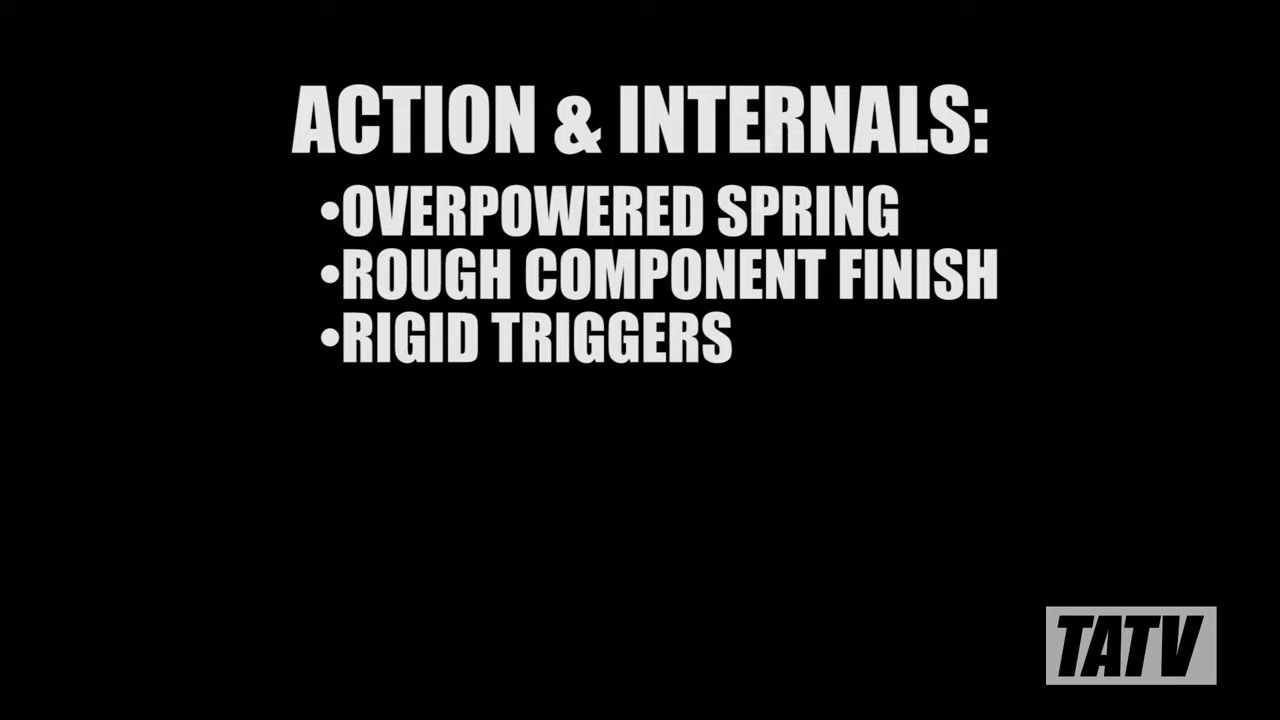 ACTION & INTERNALS:
•OVERPOWERED SPRING
•ROUGH COMPONENT FINISH
•RIGID TRIGGERS
TATV